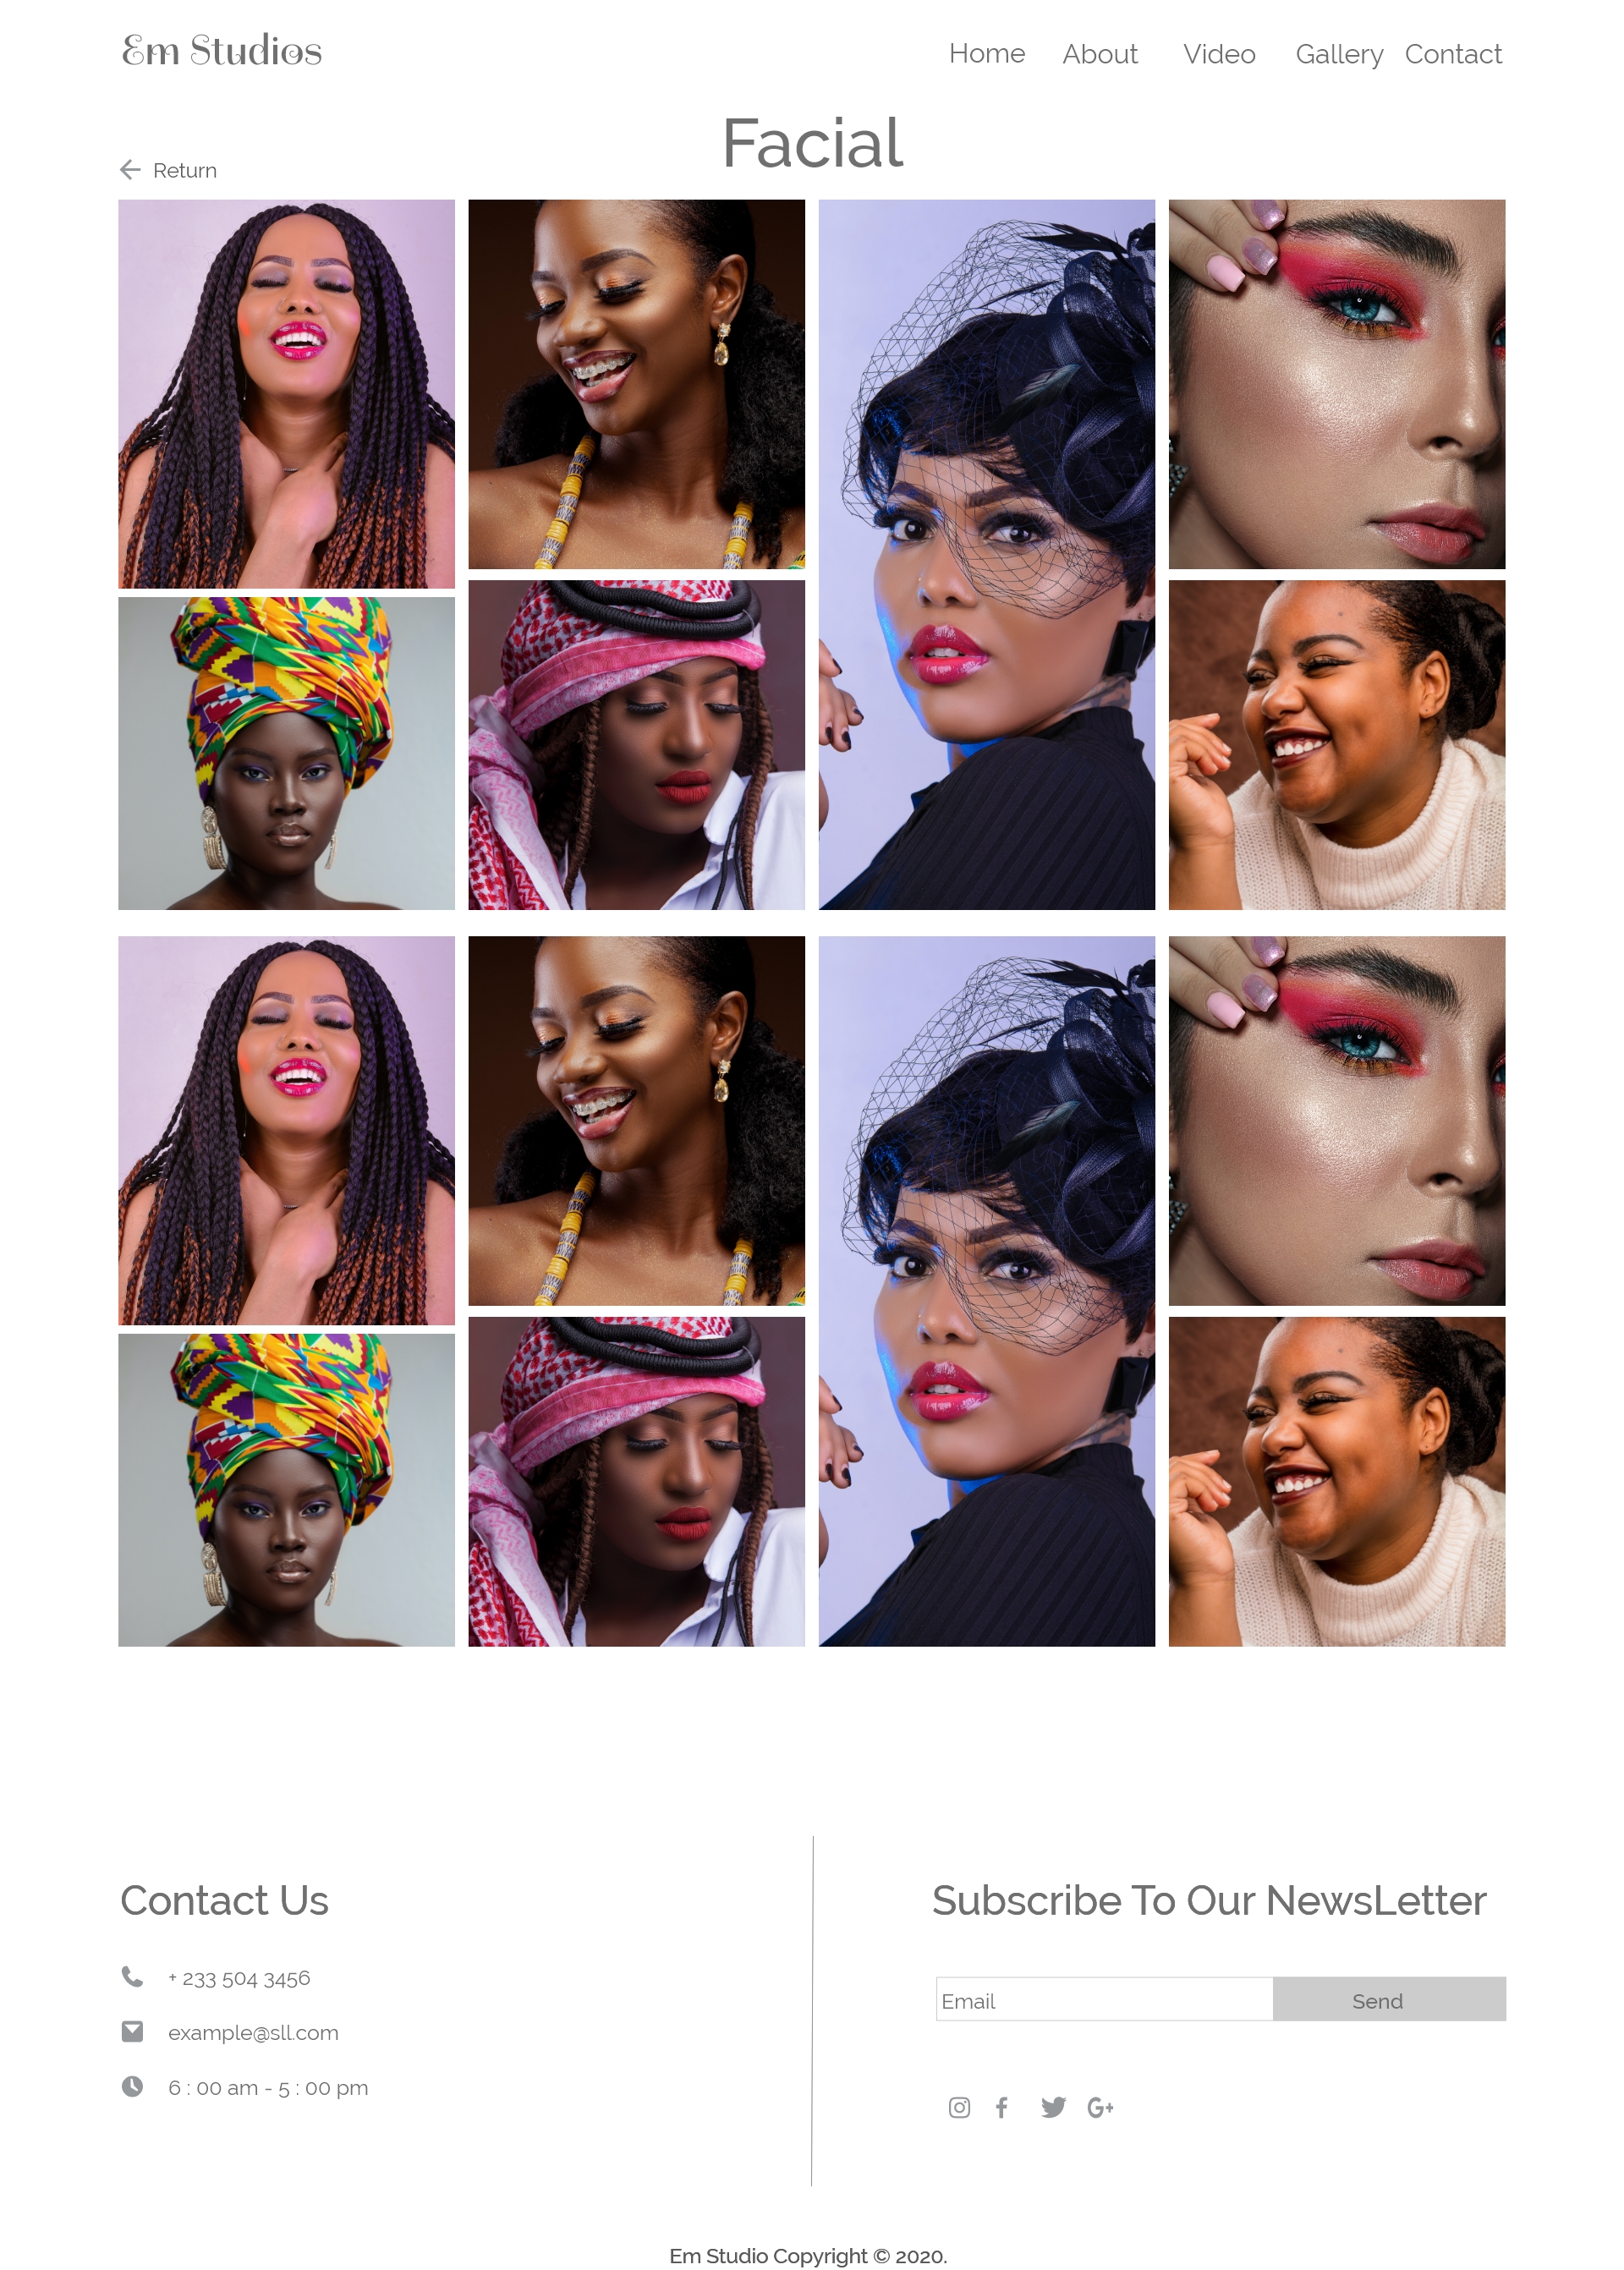 Em Studios
Home About Video Gallery Contact
Facial
Return
Contact Us
+ 233 504 3456
example@sll.com
6 : 00 am - 5 : 00 pm
Subscribe To Our NewsLetter
Email Send
G+
Em Studio Copyright © 2020.